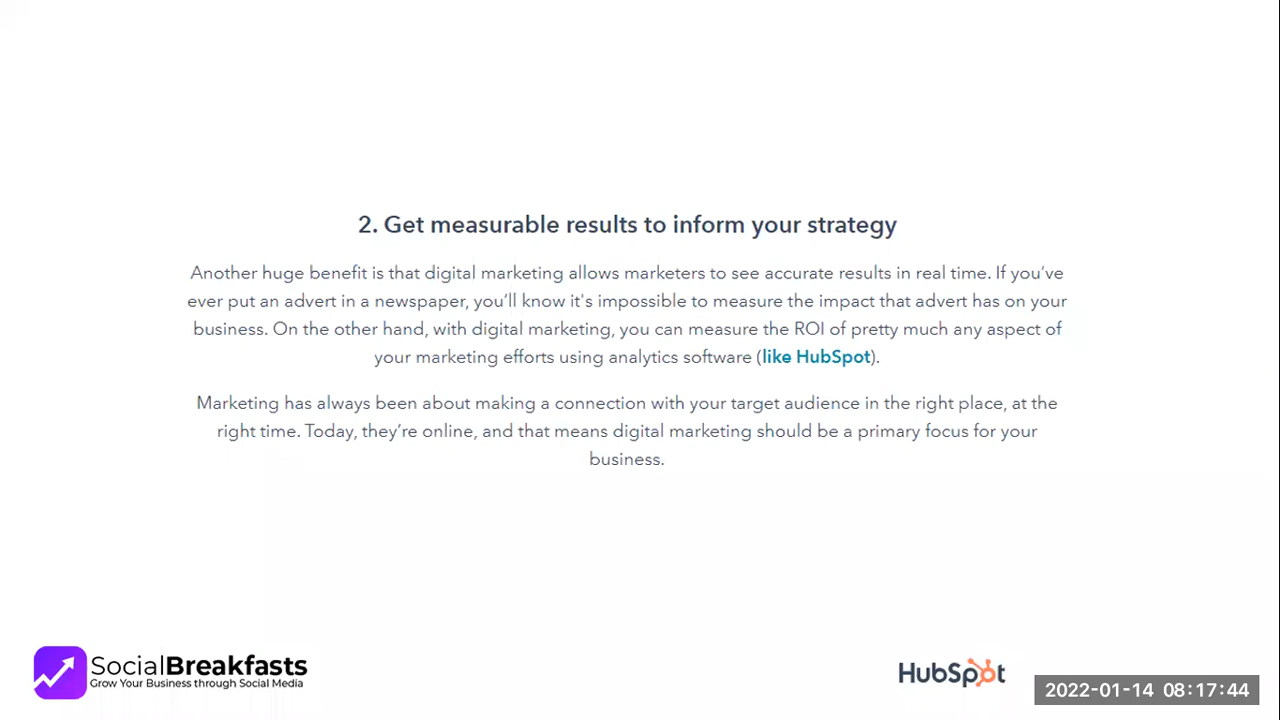 2. Get measurable results to inform your strategy
Another huge benefit is that digital marketing allows marketers to see accurate results in real time. If you’ve
ever put an advert in a newspaper, you’ll know it's impossible to measure the impact that advert has on your
business. On the other hand, with digital marketing, you can measure the ROI of pretty much any aspect of
your marketing efforts using analytics software (like HubSpot).
Marketing has always been about making a connection with your target audience in the right place, at the
right time. Today, they’re online, and that means digital marketing should be a primary focus for your
business.
SocialBreakfasts
Grow Your Business through Social Media
HubSpot
2022-01-14 08:17:44